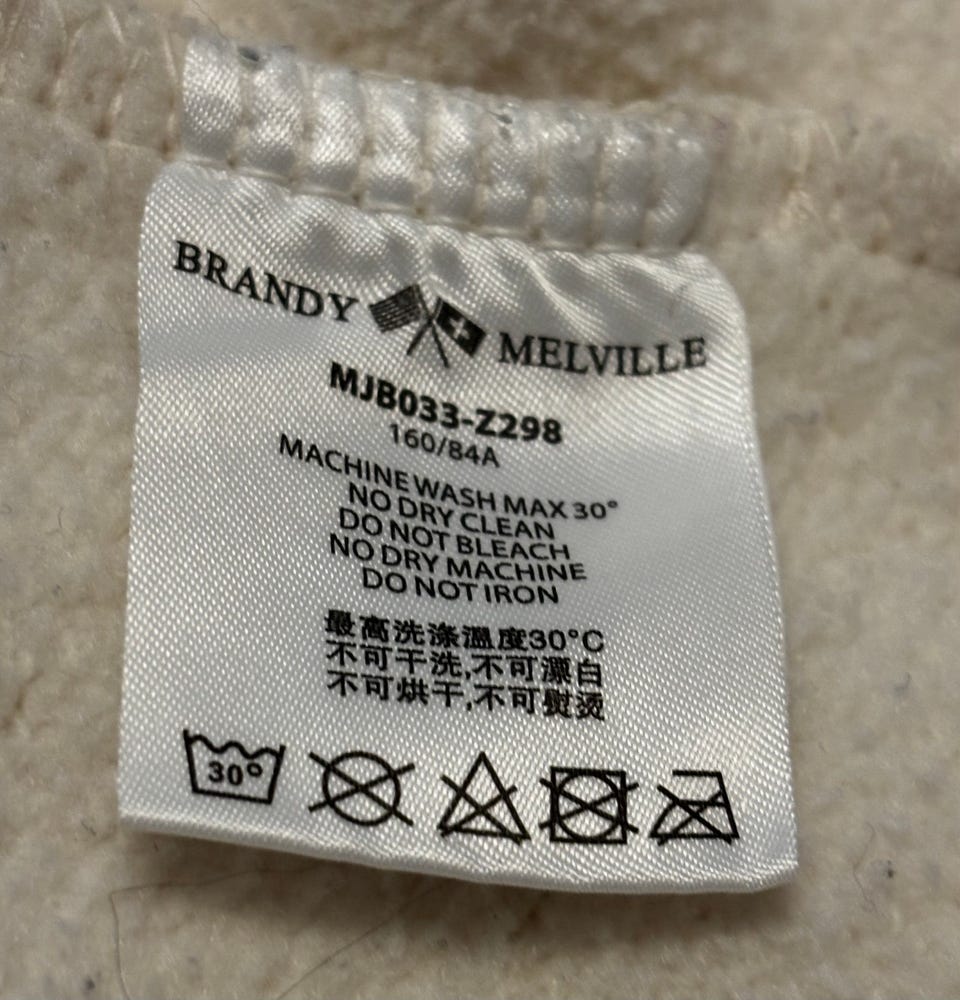 BRANDY MELVILLE
MJB033-Z298
160/84A
MACHINE WASH MAX 30°
NO DRY CLEAN
DO NOT BLEACH
NO DRY MACHINE
DO NOT IRON
最高洗涤溫度30°C
不可干洗,不可漂白
不可烘干,不可熨烫
30°